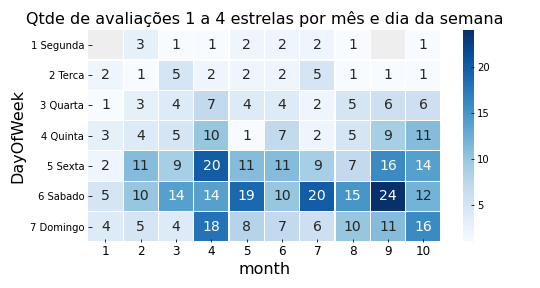 Qtde de avaliações 1 a 4 estrelas por mês e dia da semana
DayOfWeek
1 Segunda 3 1 1 2 2 2 1 1
2 Terca 2 1 5 2 2 2 5 1 1 1
3 Quarta 1 3 4 7 4 4 2 5 6 6
4 Quinta 3 4 5 10 1 7 2 5 9 11
5 Sexta 2 11 9 20 11 11 9 7 16 14
6 Sabado 5 10 14 14 19 10 20 15 24 12
7 Domingo 4 5 4 18 8 7 6 10 11 16
1 2 3 4 5 6 7 8 9 10
month
20
15
10
5